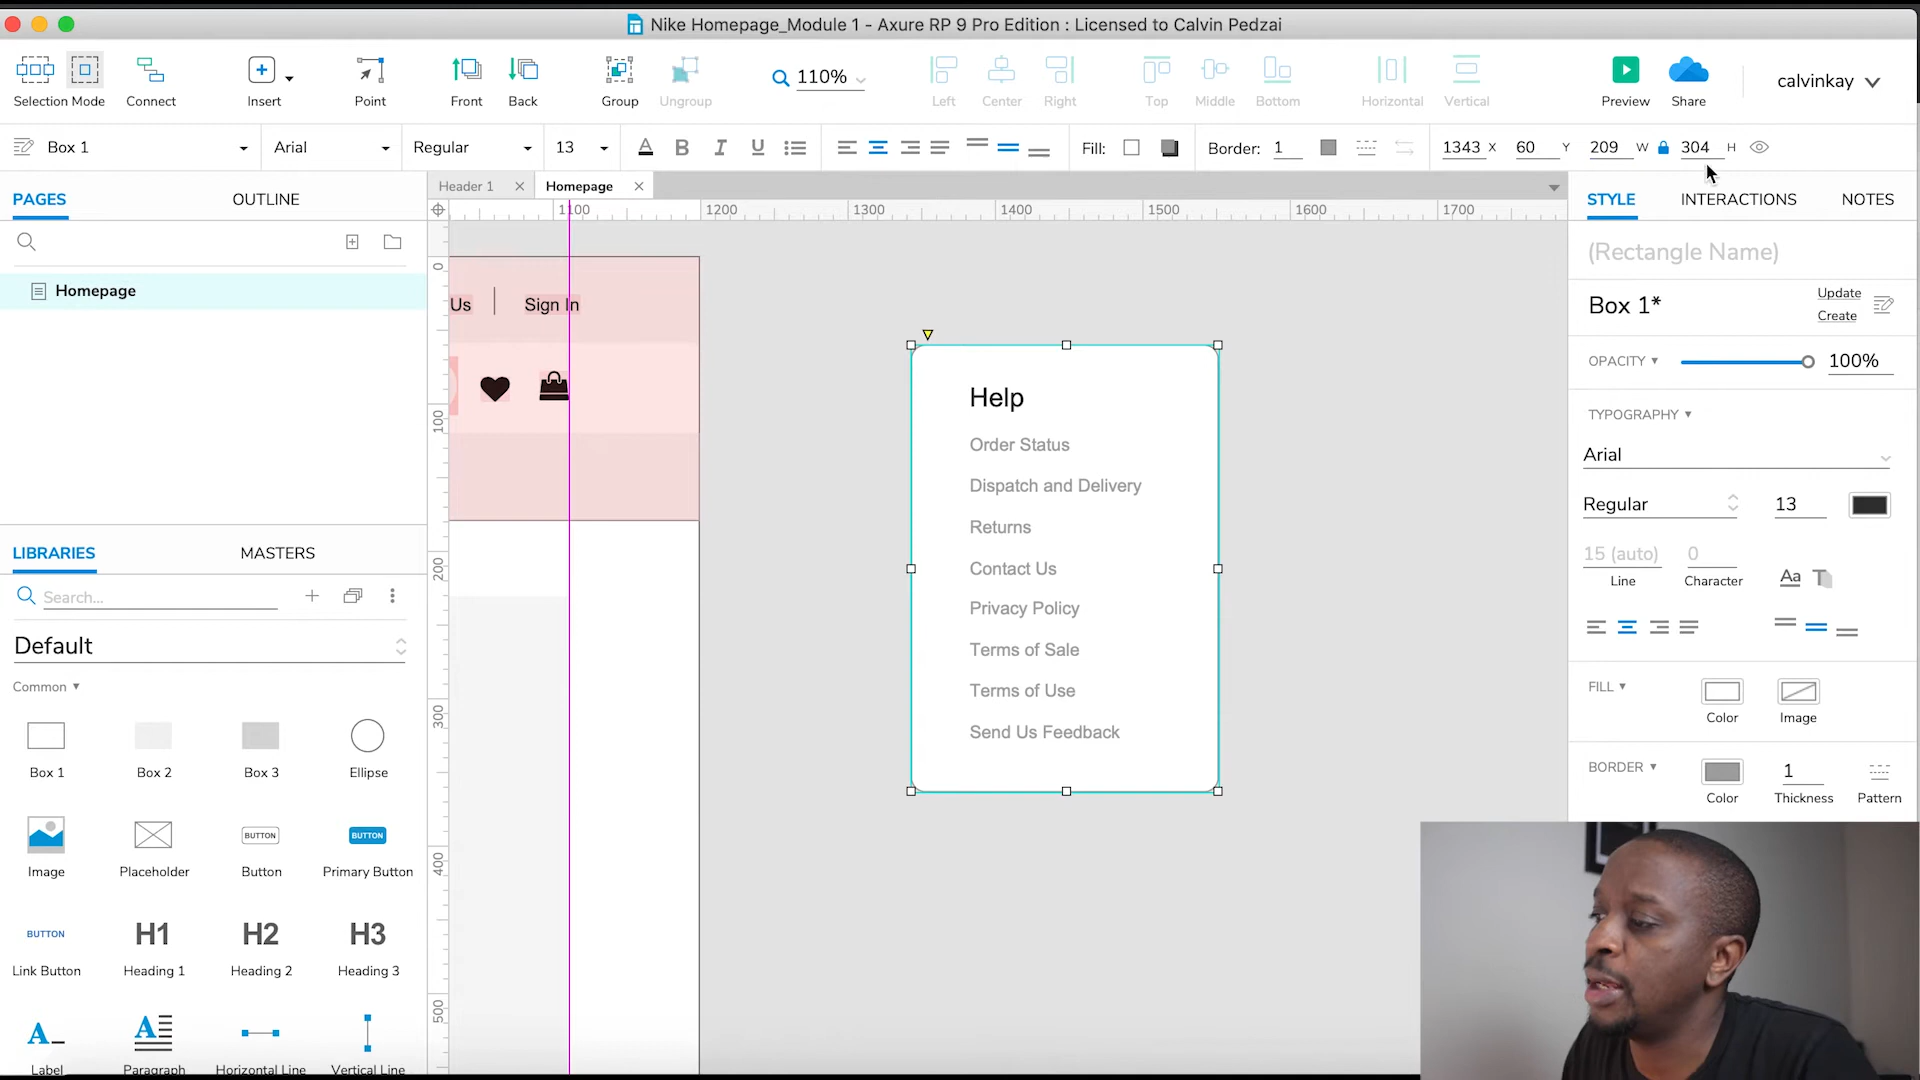 Nike Homepage_Module 1 - Axure RP 9 Pro Edition : Licensed to Calvin Pedzai
Selection Mode Connect Insert Point Front Back Group Ungroup 110% Left Center Right Top Middle Bottom Horizontal Vertical Preview Share calvinkay
Box 1 Arial Regular 13 A B I U Fill: Border: 1 1343 X 60 Y 209 W 304 H
PAGES OUTLINE
Header 1 Homepage
STYLE INTERACTIONS NOTES
1100 1200 1300 1400 1500 1600 1700
Homepage
LIBRARIES MASTERS
Search...
Default
Common
Box 1 Box 2 Box 3 Ellipse
BUTTON BUTTON
Image Placeholder Button Primary Button
BUTTON H1 H2 H3
Link Button Heading 1 Heading 2 Heading 3
A A
Label Paragraph Horizontal Line Vertical Line
0
100
200
300
400
500
Us Sign In
Help
Order Status
Dispatch and Delivery
Returns
Contact Us
Privacy Policy
Terms of Sale
Terms of Use
Send Us Feedback
(Rectangle Name)
Box 1* Update
Create
OPACITY 100%
TYPOGRAPHY
Arial
Regular 13
15 (auto) 0
Line Character Aa T
FILL
Color Image
BORDER 1
Color Thickness Pattern